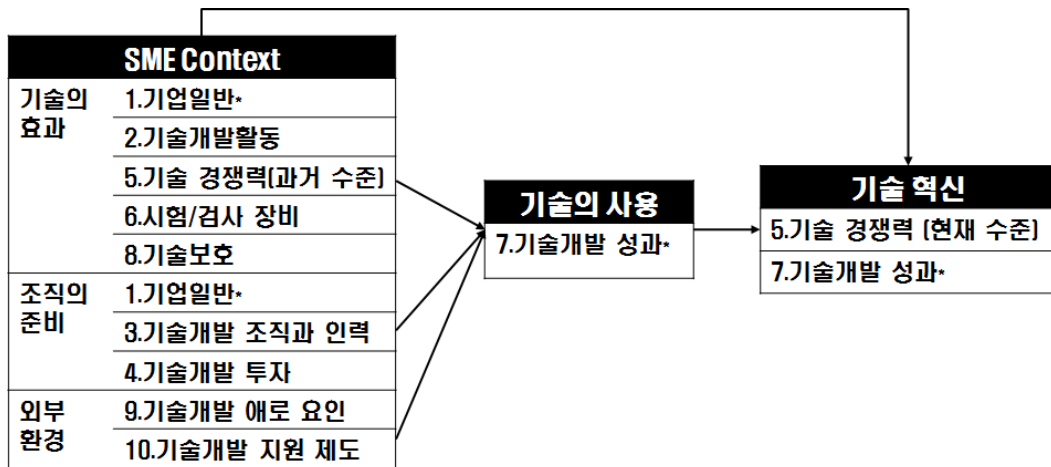 SME Context
기술의
효과
1.기업일반*
2.기술개발활동
5.기술 경쟁력(과거 수준)
6.시험/검사 장비
8.기술보호
조직의
준비
1.기업일반*
3.기술개발 조직과 인력
4.기술개발 투자
외부
환경
9.기술개발 애로 요인
10.기술개발 지원 제도
기술의 사용
7.기술개발 성과*
기술 혁신
5.기술 경쟁력 (현재 수준)
7.기술개발 성과*